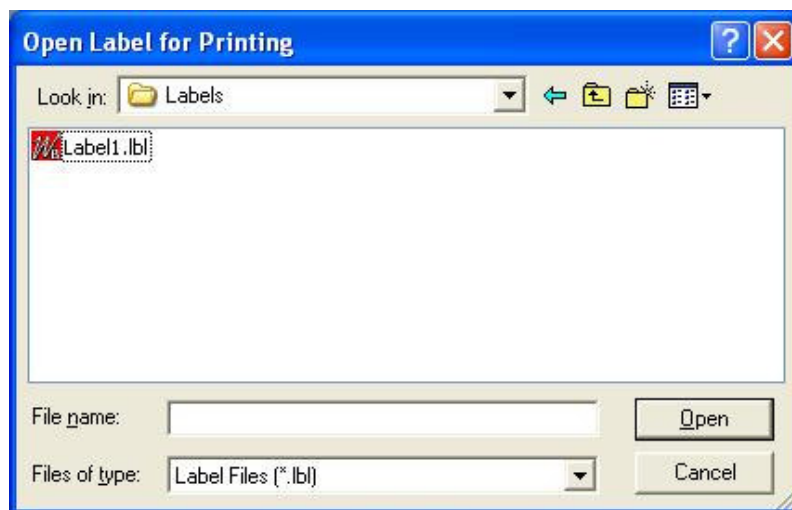 Open Label for Printing
Look in: Labels
Label1.lbl
File name: Open
Files of type: Label Files (*.lbl) Cancel